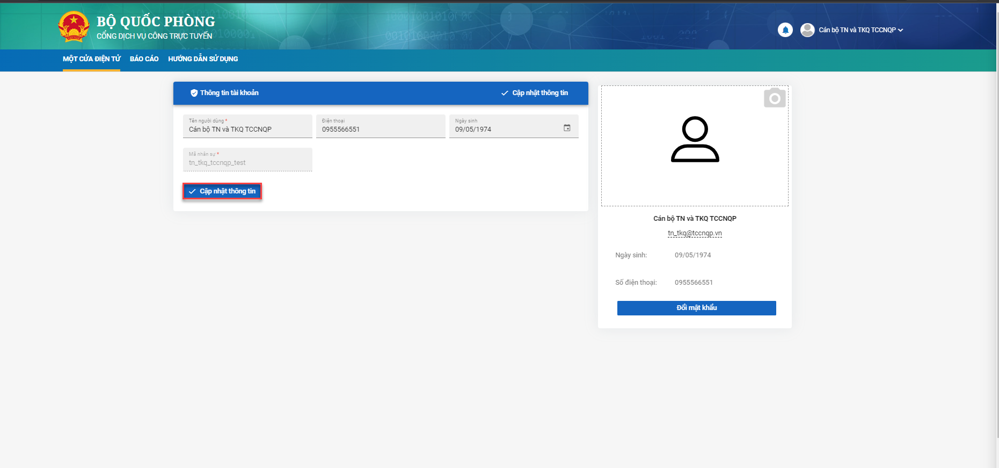 BỘ QUỐC PHÒNG
CỔNG DỊCH VỤ CÔNG TRỰC TUYẾN
Cán bộ TN và TKQ TCCNQP
MỘT CỬA ĐIỆN TỬ BÁO CÁO HƯỚNG DẪN SỬ DỤNG
Thông tin tài khoản Cập nhật thông tin
Tên người dùng * Điện thoại Ngày sinh
Cán bộ TN và TKQ TCCNQP 0955566551 09/05/1974
Mã nhân sự *
tn_tkq_tccnqp_test
Cập nhật thông tin
Cán bộ TN và TKQ TCCNQP
tn_tkq@tccnqp.vn
Ngày sinh: 09/05/1974
Số điện thoại: 0955566551
Đổi mật khẩu